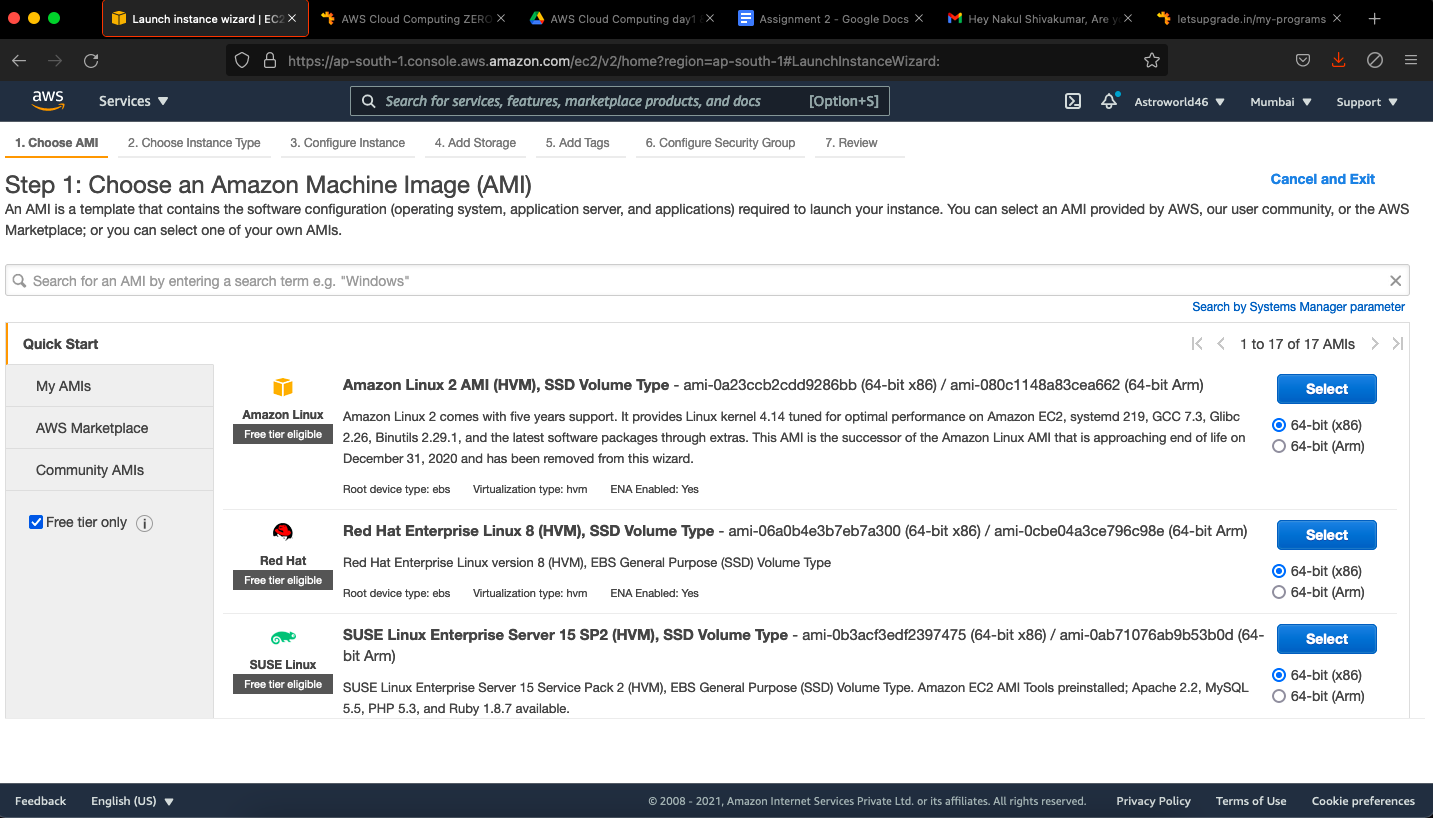 Launch instance wizard | EC2
AWS Cloud Computing ZERO
AWS Cloud Computing day1
Assignment 2 - Google Docs
Hey Nakul Shivakumar, Are y
letsupgrade.in/my-programs
https://ap-south-1.console.aws.amazon.com/ec2/v2/home?region=ap-south-1#LaunchInstanceWizard:
aws
Services
Search for services, features, marketplace products, and docs
[Option+S]
Astroworld46
Mumbai
Support
1. Choose AMI
2. Choose Instance Type
3. Configure Instance
4. Add Storage
5. Add Tags
6. Configure Security Group
7. Review
Step 1: Choose an Amazon Machine Image (AMI)
Cancel and Exit
An AMI is a template that contains the software configuration (operating system, application server, and applications) required to launch your instance. You can select an AMI provided by AWS, our user community, or the AWS
Marketplace; or you can select one of your own AMIs.
Search for an AMI by entering a search term e.g. "Windows"
Search by Systems Manager parameter
Quick Start
1 to 17 of 17 AMIs
My AMIs
AWS Marketplace
Community AMIs
Free tier only
Amazon Linux
Free tier eligible
Amazon Linux 2 AMI (HVM), SSD Volume Type - ami-0a23ccb2cdd9286bb (64-bit x86) / ami-080c1148a83cea662 (64-bit Arm)
Amazon Linux 2 comes with five years support. It provides Linux kernel 4.14 tuned for optimal performance on Amazon EC2, systemd 219, GCC 7.3, Glibc
2.26, Binutils 2.29.1, and the latest software packages through extras. This AMI is the successor of the Amazon Linux AMI that is approaching end of life on
December 31, 2020 and has been removed from this wizard.
Root device type: ebs
Virtualization type: hvm
ENA Enabled: Yes
Select
64-bit (x86)
64-bit (Arm)
Red Hat
Free tier eligible
Red Hat Enterprise Linux 8 (HVM), SSD Volume Type - ami-06a0b4e3b7eb7a300 (64-bit x86) / ami-0cbe04a3ce796c98e (64-bit Arm)
Red Hat Enterprise Linux version 8 (HVM), EBS General Purpose (SSD) Volume Type
Root device type: ebs
Virtualization type: hvm
ENA Enabled: Yes
Select
64-bit (x86)
64-bit (Arm)
SUSE Linux
Free tier eligible
SUSE Linux Enterprise Server 15 SP2 (HVM), SSD Volume Type - ami-0b3acf3edf2397475 (64-bit x86) / ami-0ab71076ab9b53b0d (64-
bit Arm)
SUSE Linux Enterprise Server 15 Service Pack 2 (HVM), EBS General Purpose (SSD) Volume Type. Amazon EC2 AMI Tools preinstalled; Apache 2.2, MySQL
5.5, PHP 5.3, and Ruby 1.8.7 available.
Select
64-bit (x86)
64-bit (Arm)
Feedback
English (US)
© 2008 - 2021, Amazon Internet Services Private Ltd. or its affiliates. All rights reserved.
Privacy Policy
Terms of Use
Cookie preferences